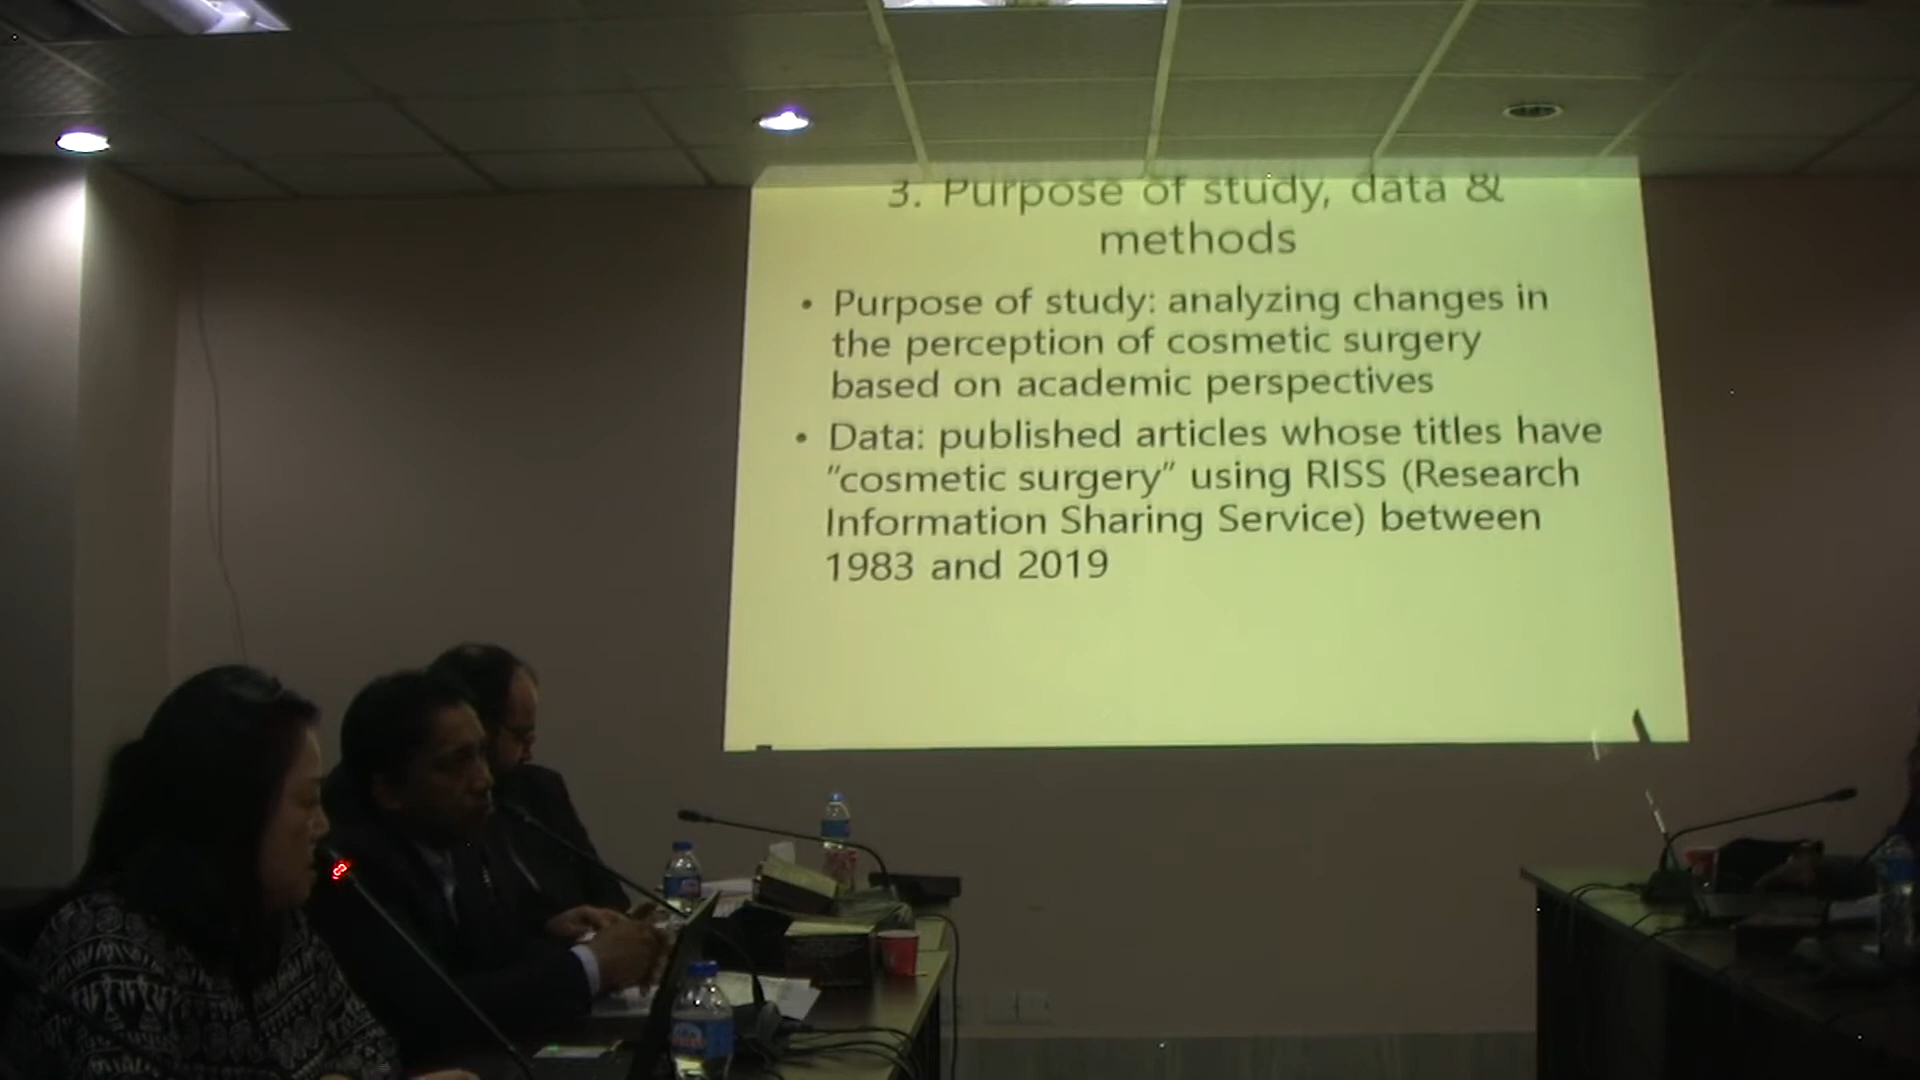 3. Purpose of study, data &
methods
• Purpose of study: analyzing changes in
the perception of cosmetic surgery
based on academic perspectives
• Data: published articles whose titles have
"cosmetic surgery" using RISS (Research
Information Sharing Service) between
1983 and 2019